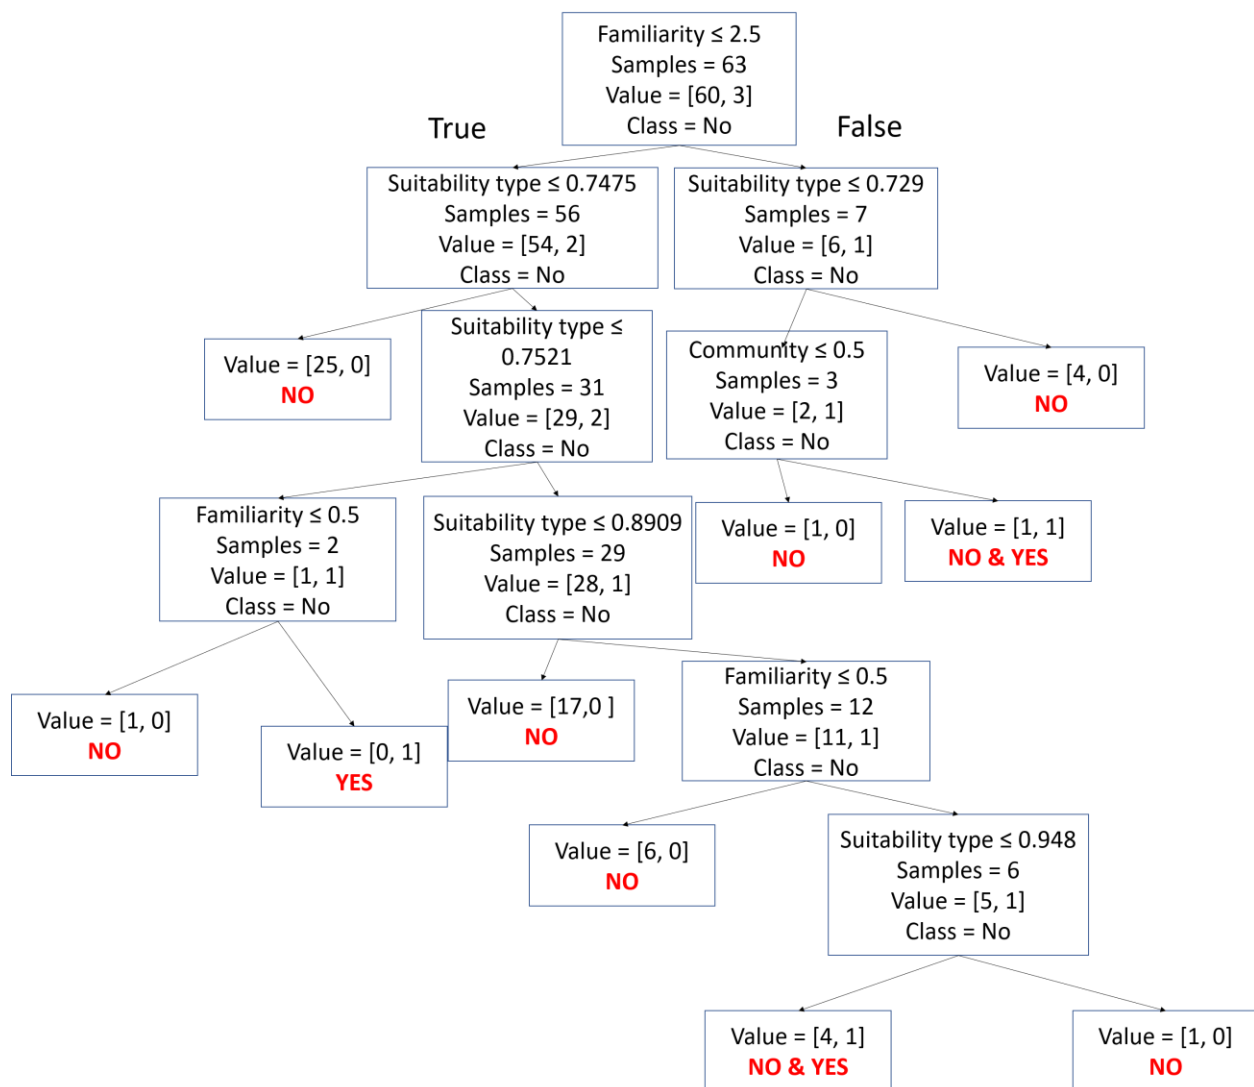 Familiarity ≤ 2.5
Samples = 63
Value = [60, 3]
Class = No
True
False
Suitability type ≤ 0.7475
Samples = 56
Value = [54, 2]
Class = No
Suitability type ≤ 0.729
Samples = 7
Value = [6, 1]
Class = No
Value = [25, 0]
NO
Suitability type ≤
0.7521
Samples = 31
Value = [29, 2]
Class = No
Community ≤ 0.5
Samples = 3
Value = [2, 1]
Class = No
Value = [4, 0]
NO
Familiarity ≤ 0.5
Samples = 2
Value = [1, 1]
Class = No
Suitability type ≤ 0.8909
Samples = 29
Value = [28, 1]
Class = No
Value = [1, 0]
NO
Value = [1, 1]
NO & YES
Value = [1, 0]
NO
Value = [0, 1]
YES
Value = [17,0 ]
NO
Familiarity ≤ 0.5
Samples = 12
Value = [11, 1]
Class = No
Value = [6, 0]
NO
Suitability type ≤ 0.948
Samples = 6
Value = [5, 1]
Class = No
Value = [4, 1]
NO & YES
Value = [1, 0]
NO